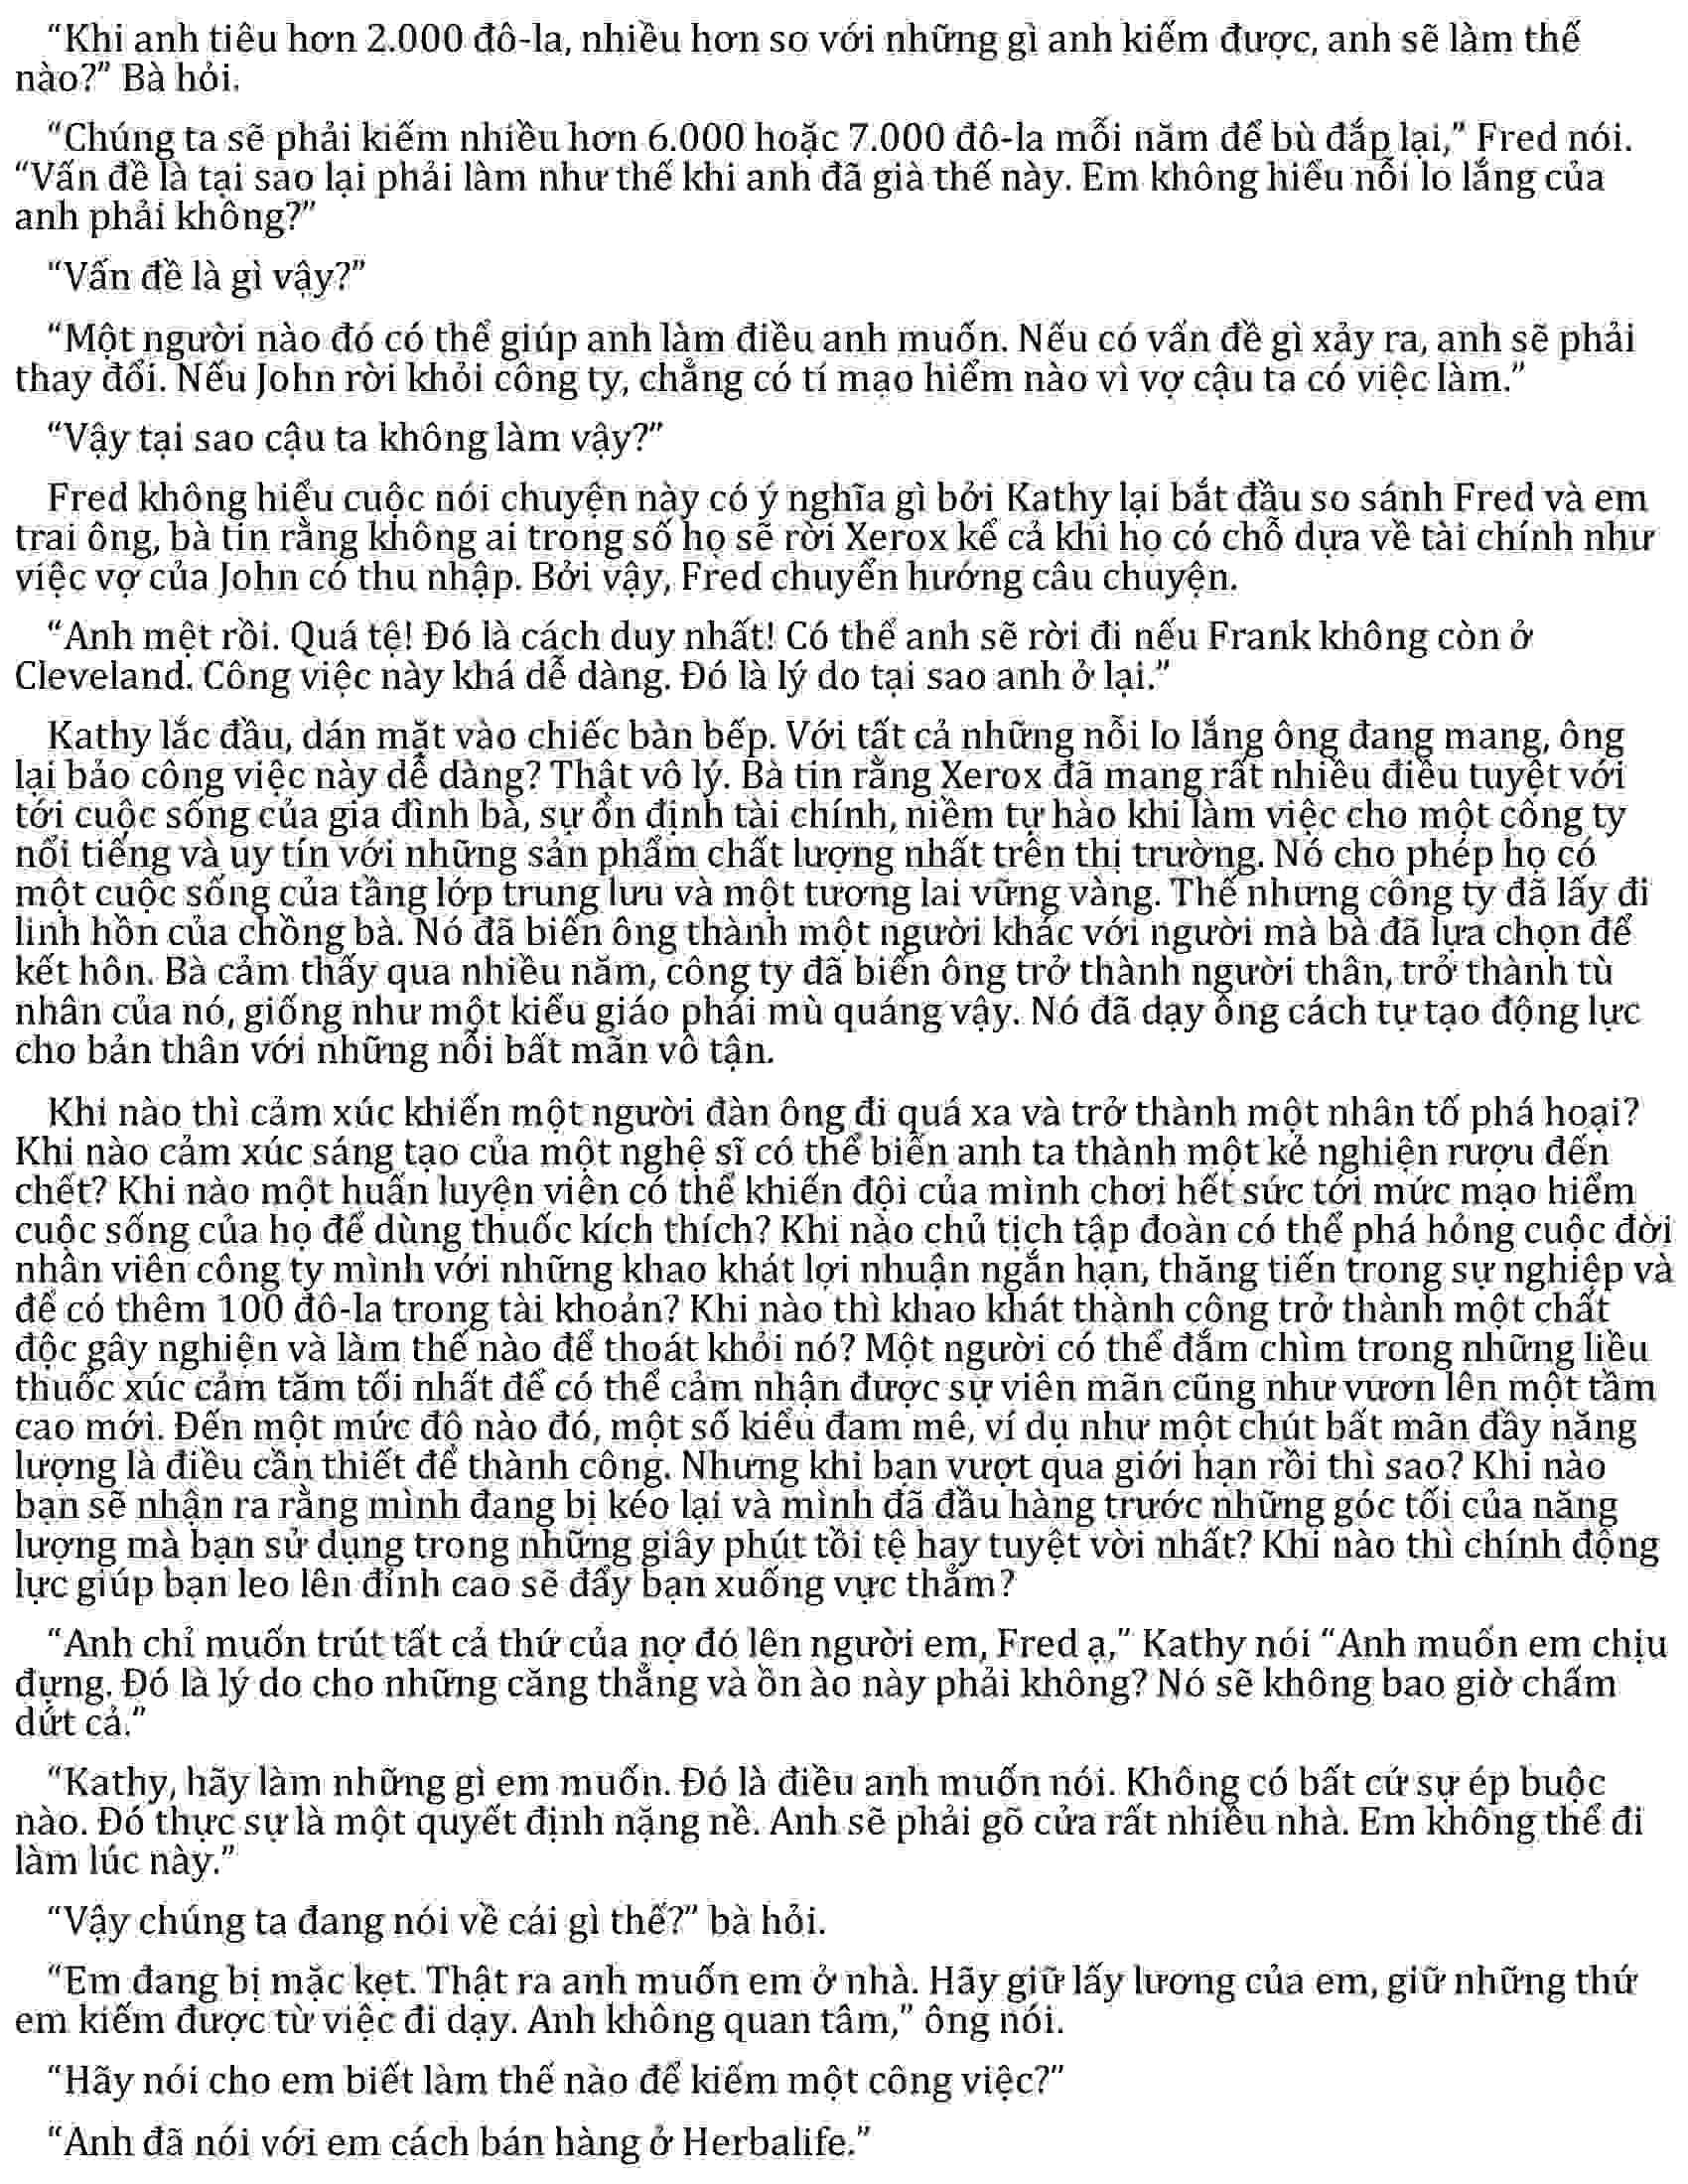 “Khi anh tiêu hơn 2.000 đô-la, nhiều hơn so với những gì anh kiếm được, anh sẽ làm thế
nào?” Bà hỏi.
“Chúng ta sẽ phải kiếm nhiều hơn 6.000 hoặc 7.000 đô-la mỗi năm để bù đắp lại,” Fred nói.
“Vấn đề là tại sao lại phải làm như thế khi anh đã già thế này. Em không hiểu nỗi lo lắng của
anh phải không?”
“Vấn đề là gì vậy?”
“Một người nào đó có thể giúp anh làm điều anh muốn. Nếu có vấn đề gì xảy ra, anh sẽ phải
thay đổi. Nếu John rời khỏi công ty, chẳng có tí mạo hiểm nào vì vợ cậu ta có việc làm.”
“Vậy tại sao cậu ta không làm vậy?”
Fred không hiểu cuộc nói chuyện này có ý nghĩa gì bởi Kathy lại bắt đầu so sánh Fred và em
trai ông, bà tin rằng không ai trong số họ sẽ rời Xerox kể cả khi họ có chỗ dựa về tài chính như
việc vợ của John có thu nhập. Bởi vậy, Fred chuyển hướng câu chuyện.
“Anh mệt rồi. Quá tệ! Đó là cách duy nhất! Có thể anh sẽ rời đi nếu Frank không còn ở
Cleveland. Công việc này khá dễ dàng. Đó là lý do tại sao anh ở lại.”
Kathy lắc đầu, dán mặt vào chiếc bàn bếp. Với tất cả những nỗi lo lắng ông đang mang, ông
lại bảo công việc này dễ dàng? Thật vô lý. Bà tin rằng Xerox đã mang rất nhiều điều tuyệt vời
tới cuộc sống của gia đình bà, sự ổn định tài chính, niềm tự hào khi làm việc cho một công ty
nổi tiếng và uy tín với những sản phẩm chất lượng nhất trên thị trường. Nó cho phép họ có
một cuộc sống của tầng lớp trung lưu và một tương lai vững vàng. Thế nhưng công ty đã lấy đi
linh hồn của chồng bà. Nó đã biến ông thành một người khác với người mà bà đã lựa chọn để
kết hôn. Bà cảm thấy qua nhiều năm, công ty đã biến ông trở thành người thân, trở thành tù
nhân của nó, giống như một kiểu giáo phái mù quáng vậy. Nó đã dạy ông cách tự tạo động lực
cho bản thân với những nỗi bất mãn vô tận.
Khi nào thì cảm xúc khiến một người đàn ông đi quá xa và trở thành một nhân tố phá hoại?
Khi nào cảm xúc sáng tạo của một nghệ sĩ có thể biến anh ta thành một kẻ nghiện rượu đến
chết? Khi nào một huấn luyện viên có thể khiến đội của mình chơi hết sức tới mức mạo hiểm
cuộc sống của họ để dùng thuốc kích thích? Khi nào chủ tịch tập đoàn có thể phá hỏng cuộc đời
nhân viên công ty mình với những khao khát lợi nhuận ngắn hạn, thăng tiến trong sự nghiệp và
để có thêm 100 đô-la trong tài khoản? Khi nào thì khao khát thành công trở thành một chất
độc gây nghiện và làm thế nào để thoát khỏi nó? Một người có thể đắm chìm trong những liều
thuốc xúc cảm tăm tối nhất để có thể cảm nhận được sự viên mãn cũng như vươn lên một tầm
cao mới. Đến một mức độ nào đó, một số kiểu đam mê, ví dụ như một chút bất mãn đầy năng
lượng là điều cần thiết để thành công. Nhưng khi bạn vượt qua giới hạn rồi thì sao? Khi nào
bạn sẽ nhận ra rằng mình đang bị kéo lại và mình đã đầu hàng trước những góc tối của năng
lượng mà bạn sử dụng trong những giây phút tồi tệ hay tuyệt vời nhất? Khi nào thì chính động
lực giúp bạn leo lên đỉnh cao sẽ đẩy bạn xuống vực thẳm?
“Anh chỉ muốn trút tất cả thứ của nợ đó lên người em, Fred ạ,” Kathy nói “Anh muốn em chịu
đựng. Đó là lý do cho những căng thẳng và ồn ào này phải không? Nó sẽ không bao giờ chấm
dứt cả.”
“Kathy, hãy làm những gì em muốn. Đó là điều anh muốn nói. Không có bất cứ sự ép buộc
nào. Đó thực sự là một quyết định nặng nề. Anh sẽ phải gõ cửa rất nhiều nhà. Em không thể đi
làm lúc này.”
“Vậy chúng ta đang nói về cái gì thế?” bà hỏi.
“Em đang bị mặc kẹt. Thật ra anh muốn em ở nhà. Hãy giữ lấy lương của em, giữ những thứ
em kiếm được từ việc đi dạy. Anh không quan tâm,” ông nói.
“Hãy nói cho em biết làm thế nào để kiếm một công việc?”
“Anh đã nói với em cách bán hàng ở Herbalife.”